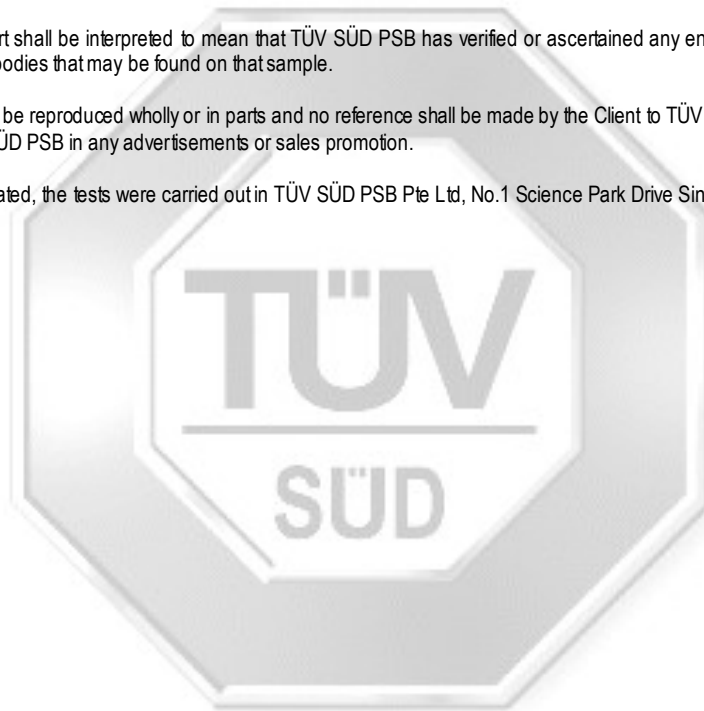 rt shall be interpreted to mean that TÜV SÜD PSB has verified or ascertained any en
bodies that may be found on that sample.
be reproduced wholly or in parts and no reference shall be made by the Client to TÜV
ÜD PSB in any advertisements or sales promotion.
ated, the tests were carried out in TÜV SÜD PSB Pte Ltd, No.1 Science Park Drive Sin
TÜV
SÜD